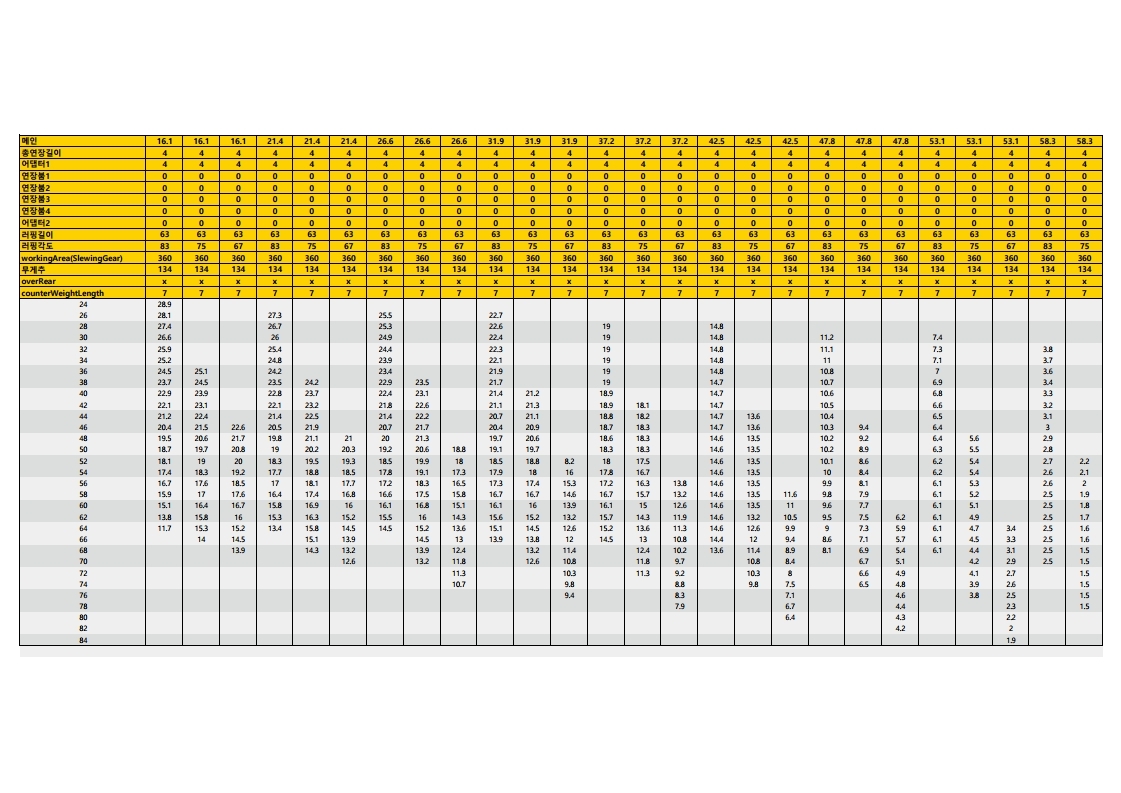 메인 16.1 16.1 16.1 21.4 21.4 21.4 26.6 26.6 26.6 31.9 31.9 31.9 37.2 37.2 37.2 42.5 42.5 42.5 47.8 47.8 47.8 53.1 53.1 53.1 58.3 58.3
총연장길이 4 4 4 4 4 4 4 4 4 4 4 4 4 4 4 4 4 4 4 4 4 4 4 4 4 4
어댑터1 4 4 4 4 4 4 4 4 4 4 4 4 4 4 4 4 4 4 4 4 4 4 4 4 4 4
연장붐1 0 0 0 0 0 0 0 0 0 0 0 0 0 0 0 0 0 0 0 0 0 0 0 0 0 0
연장붐2 0 0 0 0 0 0 0 0 0 0 0 0 0 0 0 0 0 0 0 0 0 0 0 0 0 0
연장붐3 0 0 0 0 0 0 0 0 0 0 0 0 0 0 0 0 0 0 0 0 0 0 0 0 0 0
연장붐4 0 0 0 0 0 0 0 0 0 0 0 0 0 0 0 0 0 0 0 0 0 0 0 0 0 0
어댑터2 0 0 0 0 0 0 0 0 0 0 0 0 0 0 0 0 0 0 0 0 0 0 0 0 0 0
러핑길이 63 63 63 63 63 63 63 63 63 63 63 63 63 63 63 63 63 63 63 63 63 63 63 63 63 63
러핑각도 83 75 67 83 75 67 83 75 67 83 75 67 83 75 67 83 75 67 83 75 67 83 75 67 83 75
workingArea(SlewingGear) 360 360 360 360 360 360 360 360 360 360 360 360 360 360 360 360 360 360 360 360 360 360 360 360 360 360
무게추 134 134 134 134 134 134 134 134 134 134 134 134 134 134 134 134 134 134 134 134 134 134 134 134 134 134
overRear x x x x x x x x x x x x x x x x x x x x x x x x x x
counterWeightLength 7 7 7 7 7 7 7 7 7 7 7 7 7 7 7 7 7 7 7 7 7 7 7 7 7 7
24 28.9
26 28.1 27.3 25.5 22.7
28 27.4 26.7 25.3 22.6 19 14.8
30 26.6 26 24.9 22.4 19 14.8 11.2 7.4
32 25.9 25.4 24.4 22.3 19 14.8 11.1 7.3 3.8
34 25.2 24.8 23.9 22.1 19 14.8 11 7.1 3.7
36 24.5 25.1 24.2 23.4 21.9 19 14.8 10.8 7 3.6
38 23.7 24.5 23.5 24.2 22.9 23.5 21.7 19 14.7 10.7 6.9 3.4
40 22.9 23.9 22.8 23.7 22.4 23.1 21.4 21.2 18.9 14.7 10.6 6.8 3.3
42 22.1 23.1 22.1 23.2 21.8 22.6 21.1 21.3 18.9 18.1 14.7 10.5 6.6 3.2
44 21.2 22.4 21.4 22.5 21.4 22.2 20.7 21.1 18.8 18.2 14.7 13.6 10.4 6.5 3.1
46 20.4 21.5 22.6 20.5 21.9 20.7 21.7 20.4 20.9 18.7 18.3 14.7 13.6 10.3 9.4 6.4 3
48 19.5 20.6 21.7 19.8 21.1 21 20 21.3 19.7 20.6 18.6 18.3 14.6 13.5 10.2 9.2 6.4 5.6 2.9
50 18.7 19.7 20.8 19 20.2 20.3 19.2 20.6 18.8 19.1 19.7 18.3 18.3 14.6 13.5 10.2 8.9 6.3 5.5 2.8
52 18.1 19 20 18.3 19.5 19.3 18.5 19.9 18 18.5 18.8 8.2 18 17.5 14.6 13.5 10.1 8.6 6.2 5.4 2.7 2.2
54 17.4 18.3 19.2 17.7 18.8 18.5 17.8 19.1 17.3 17.9 18 16 17.8 16.7 14.6 13.5 10 8.4 6.2 5.4 2.6 2.1
56 16.7 17.6 18.5 17 18.1 17.7 17.2 18.3 16.5 17.3 17.4 15.3 17.2 16.3 13.8 14.6 13.5 9.9 8.1 6.1 5.3 2.6 2
58 15.9 17 17.6 16.4 17.4 16.8 16.6 17.5 15.8 16.7 16.7 14.6 16.7 15.7 13.2 14.6 13.5 11.6 9.8 7.9 6.1 5.2 2.5 1.9
60 15.1 16.4 16.7 15.8 16.9 16 16.1 16.8 15.1 16.1 16 13.9 16.1 15 12.6 14.6 13.5 11 9.6 7.7 6.1 5.1 2.5 1.8
62 13.8 15.8 16 15.3 16.3 15.2 15.5 16 14.3 15.6 15.2 13.2 15.7 14.3 11.9 14.6 13.2 10.5 9.5 7.5 6.2 6.1 4.9 2.5 1.7
64 11.7 15.3 15.2 13.4 15.8 14.5 14.5 15.2 13.6 15.1 14.5 12.6 15.2 13.6 11.3 14.6 12.6 9.9 9 7.3 5.9 6.1 4.7 3.4 2.5 1.6
66 14 14.5 15.1 13.9 14.5 13 13.9 13.8 12 14.5 13 10.8 14.4 12 9.4 8.6 7.1 5.7 6.1 4.5 3.3 2.5 1.6
68 13.9 14.3 13.2 13.9 12.4 13.2 11.4 12.4 10.2 13.6 11.4 8.9 8.1 6.9 5.4 6.1 4.4 3.1 2.5 1.5
70 12.6 13.2 11.8 12.6 10.8 11.8 9.7 10.8 8.4 6.7 5.1 4.2 2.9 2.5 1.5
72 11.3 10.3 11.3 9.2 10.3 8 6.6 4.9 4.1 2.7 1.5
74 10.7 9.8 8.8 9.8 7.5 6.5 4.8 3.9 2.6 1.5
76 9.4 8.3 7.1 4.6 3.8 2.5 1.5
78 7.9 6.7 4.4 2.3 1.5
80 6.4 4.3 2.2
82 4.2 2
84 1.9